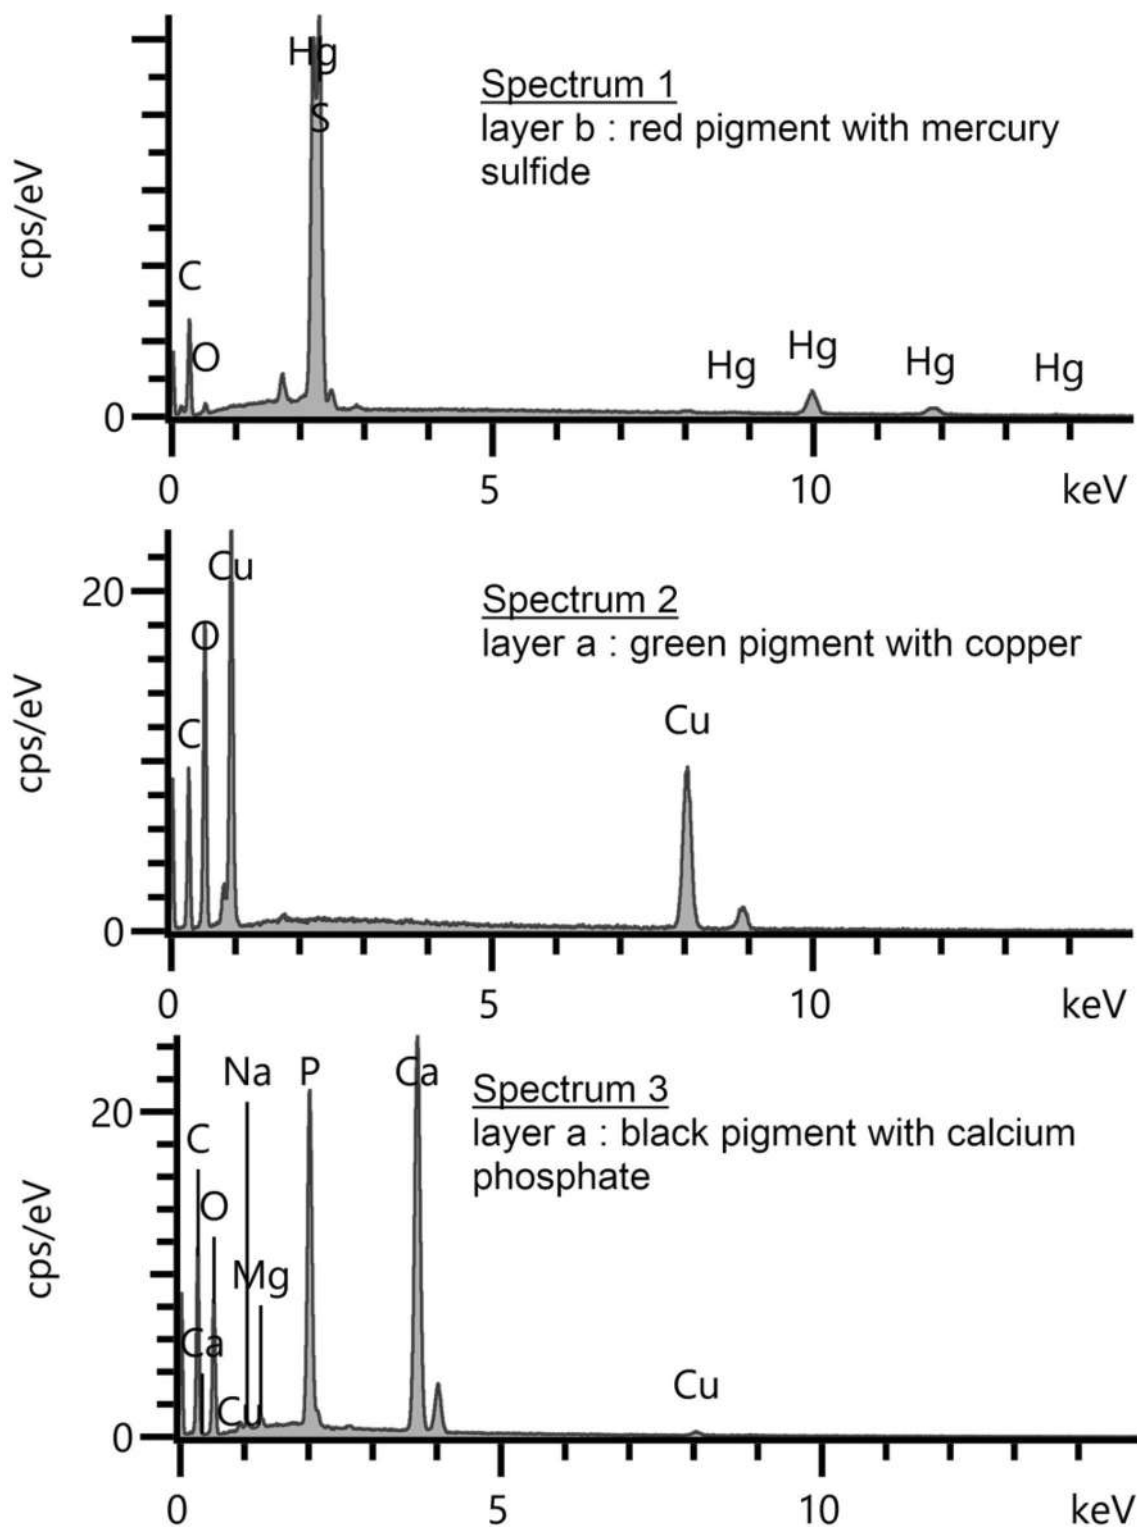 Hg
Spectrum 1
S
layer b : red pigment with mercury
sulfide
cps/eV
C
O
Hg
Hg
Hg
Hg
0
0
5
10
keV
Cu
20
Spectrum 2
O
layer a : green pigment with copper
cps/eV
C
Cu
0
0
5
10
keV
Na
P
Ca
Spectrum 3
20
C
layer a : black pigment with calcium
phosphate
O
cps/eV
Mg
Ca
C
Cu
0
0
5
10
keV